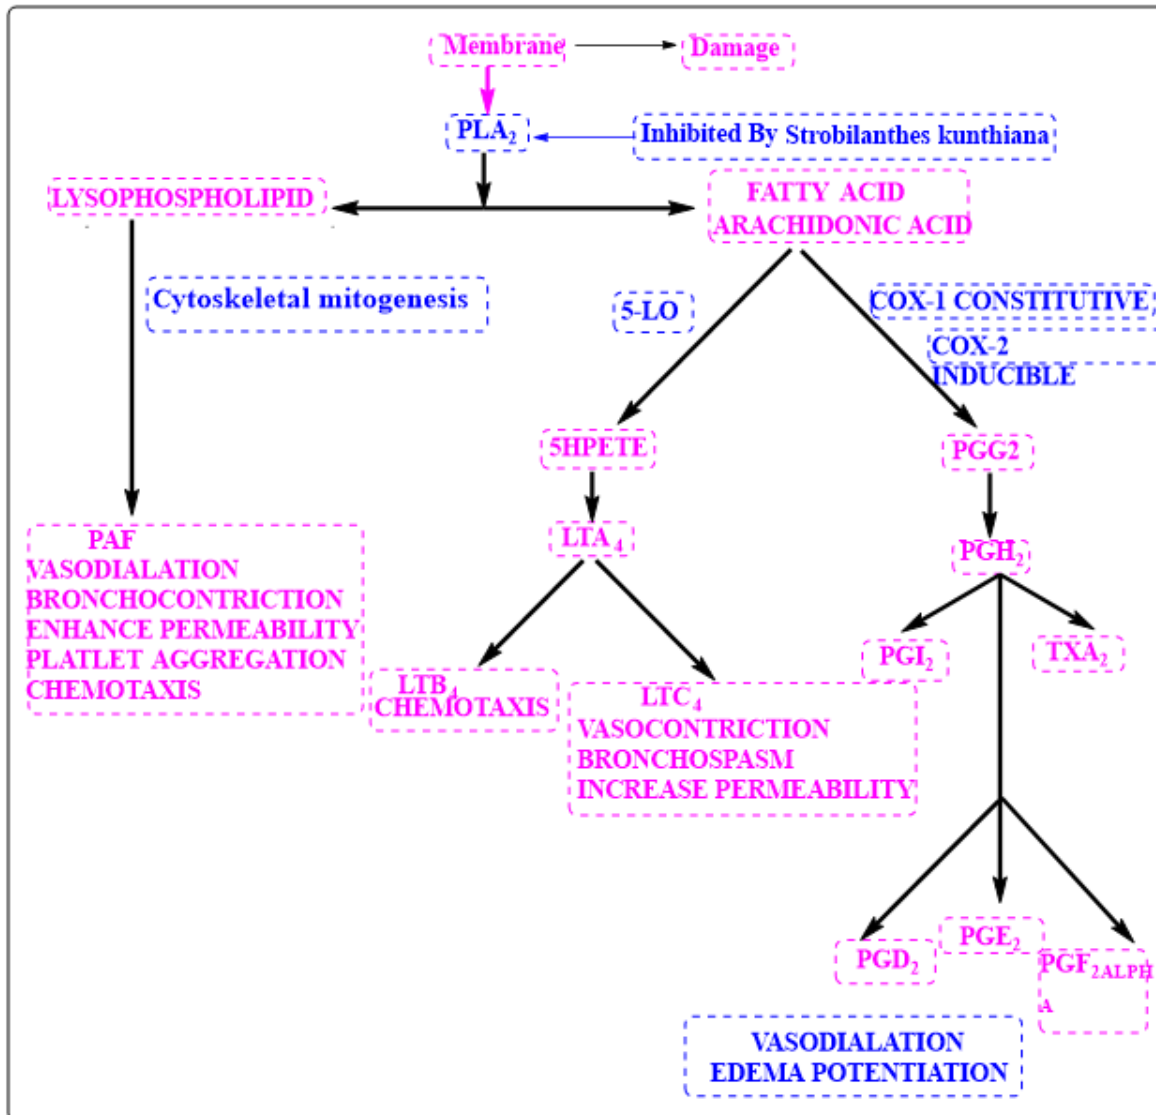 Membrane
Damage
PLA₂
Inhibited By Strobilanthes kunthiana
LYSOPHOSPHOLIPID
FATTY ACID
ARACHIDONIC ACID
Cytoskeletal mitogenesis
5-LO
COX-1 CONSTITUTIVE
COX-2
INDUCIBLE
5HPETE
PGG2
LTA₄
PGH₂
PAF
VASODIALATION
BRONCHOCONTRICTION
ENHANCE PERMEABILITY
PLATLET AGGREGATION
CHEMOTAXIS
PGI₂
TXA₂
LTB₄
CHEMOTAXIS
LTC₄
VASOCONTRICTION
BRONCHOSPASM
INCREASE PERMEABILITY
PGD₂
PGE₂
PGF2ALPH
A
VASODIALATION
EDEMA POTENTIATION